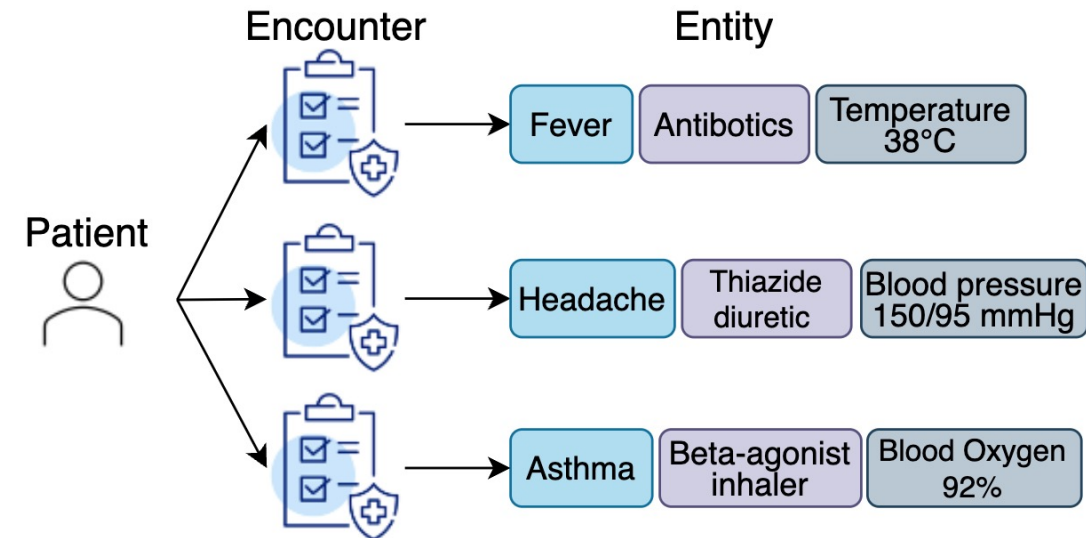 Encounter
Entity
Fever
Antibotics
Temperature
38°C
Patient
Headache
Thiazide
diuretic
Blood pressure
150/95 mmHg
Asthma
Beta-agonist
inhaler
Blood Oxygen
92%